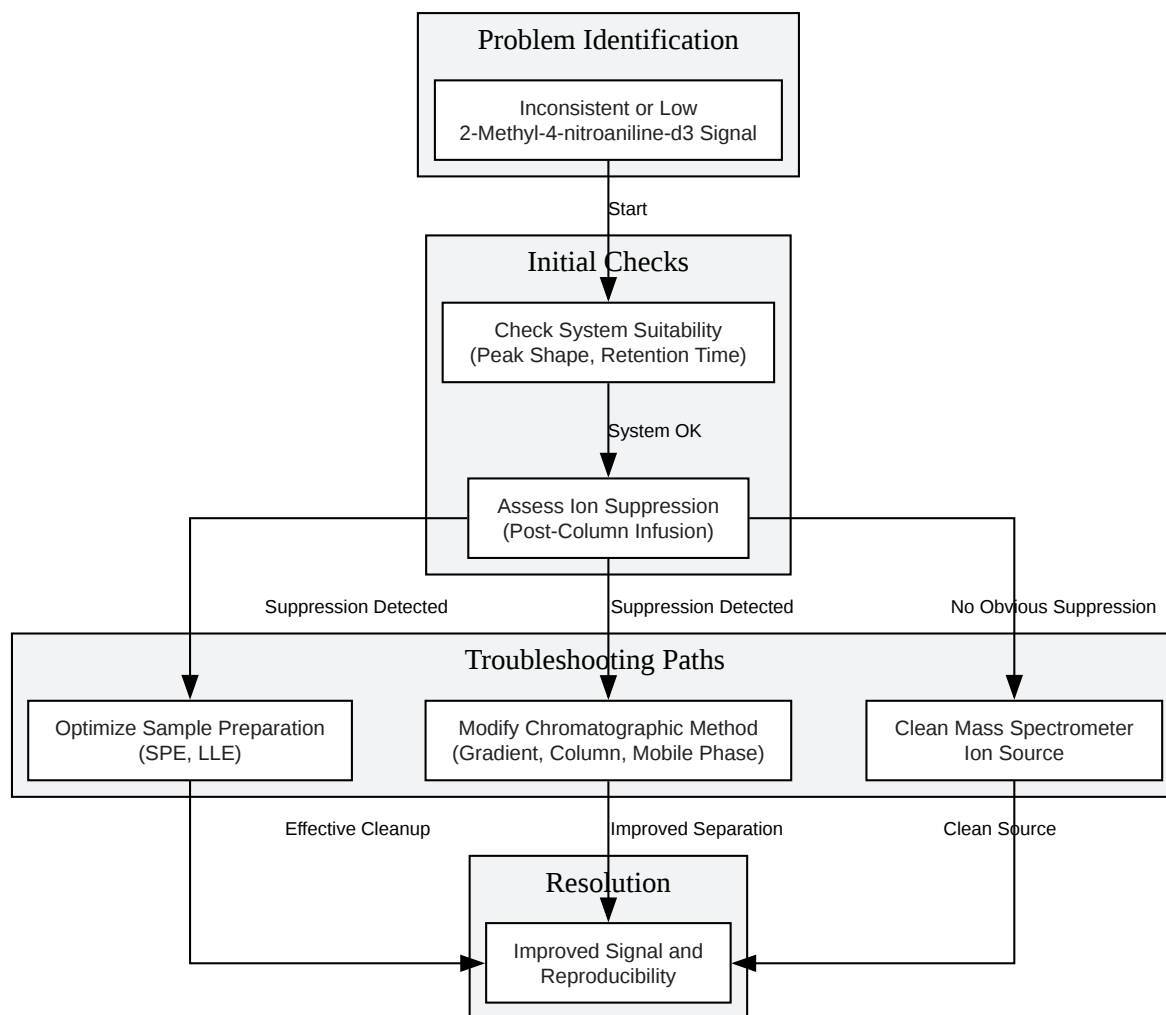 Problem Identification
Inconsistent or Low
2-Methyl-4-nitroaniline-d3 Signal
Start
Initial Checks
Check System Suitability
(Peak Shape, Retention Time)
System OK
Assess Ion Suppression
(Post-Column Infusion)
Suppression Detected
Suppression Detected
No Obvious Suppression
Troubleshooting Paths
Optimize Sample Preparation
(SPE, LLE)
Modify Chromatographic Method
(Gradient, Column, Mobile Phase)
Clean Mass Spectrometer
Ion Source
Effective Cleanup
Improved Separation
Clean Source
Resolution
Improved Signal and
Reproducibility